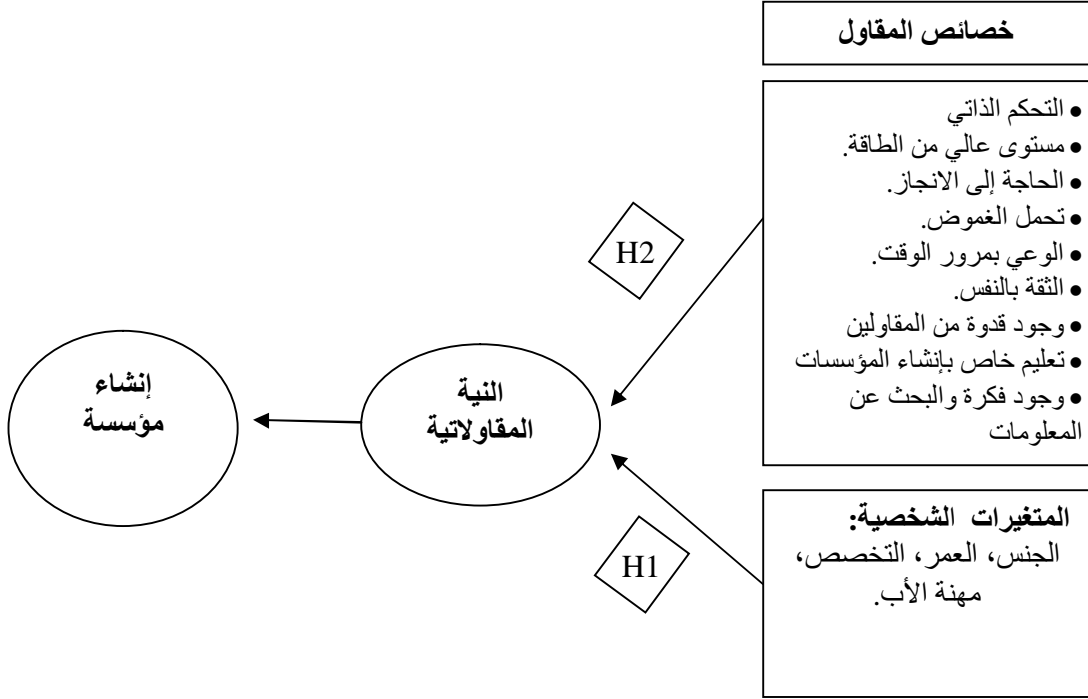 خصائص المقاول
• التحكم الذاتي
• مستوى عالي من الطاقة.
• الحاجة إلى الانجاز.
• تحمل الغموض.
• الوعي بمرور الوقت.
• الثقة بالنفس.
• وجود قدوة من المقاولين
• تعليم خاص بإنشاء المؤسسات
• وجود فكرة والبحث عن
المعلومات
H2
النية
المقاولاتية
إنشاء
مؤسسة
H1
المتغيرات الشخصية:
الجنس، العمر، التخصص،
مهنة الأب.